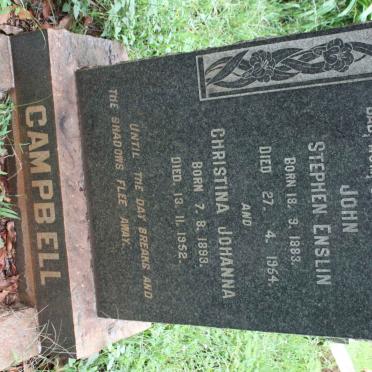 JOHN
STEPHEN ENSLIN
BORN 18. 9. 1883.
DIED 27. 4. 1964.
AND
CHRISTINA JOHANNA
BORN 7. 8. 1893.
DIED. 13. 11. 1952.
UNTIL THE DAY BREAKS AND
THE SHADOWS FLEE AWAY.
CAMPBELL